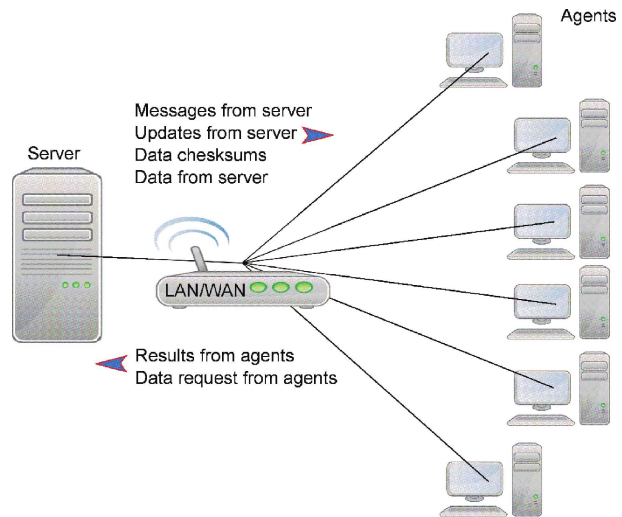 Agents
Messages from server
Updates from server
Data chesksums
Data from server
Server
LAN/WAN
Results from agents
Data request from agents